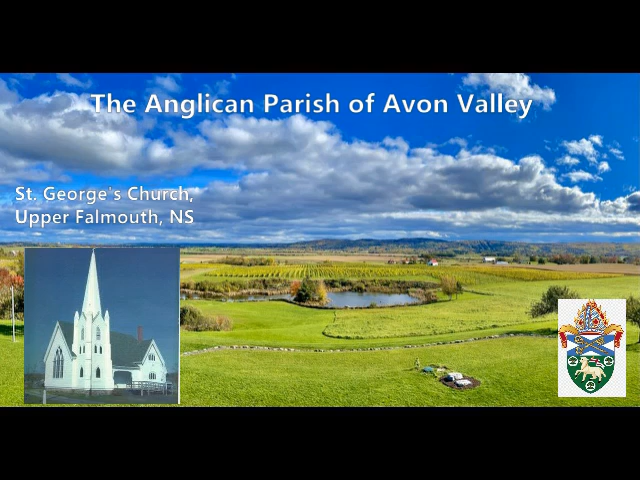 The Anglican Parish of Avon Valley
St. George's Church,
Upper Falmouth, NS